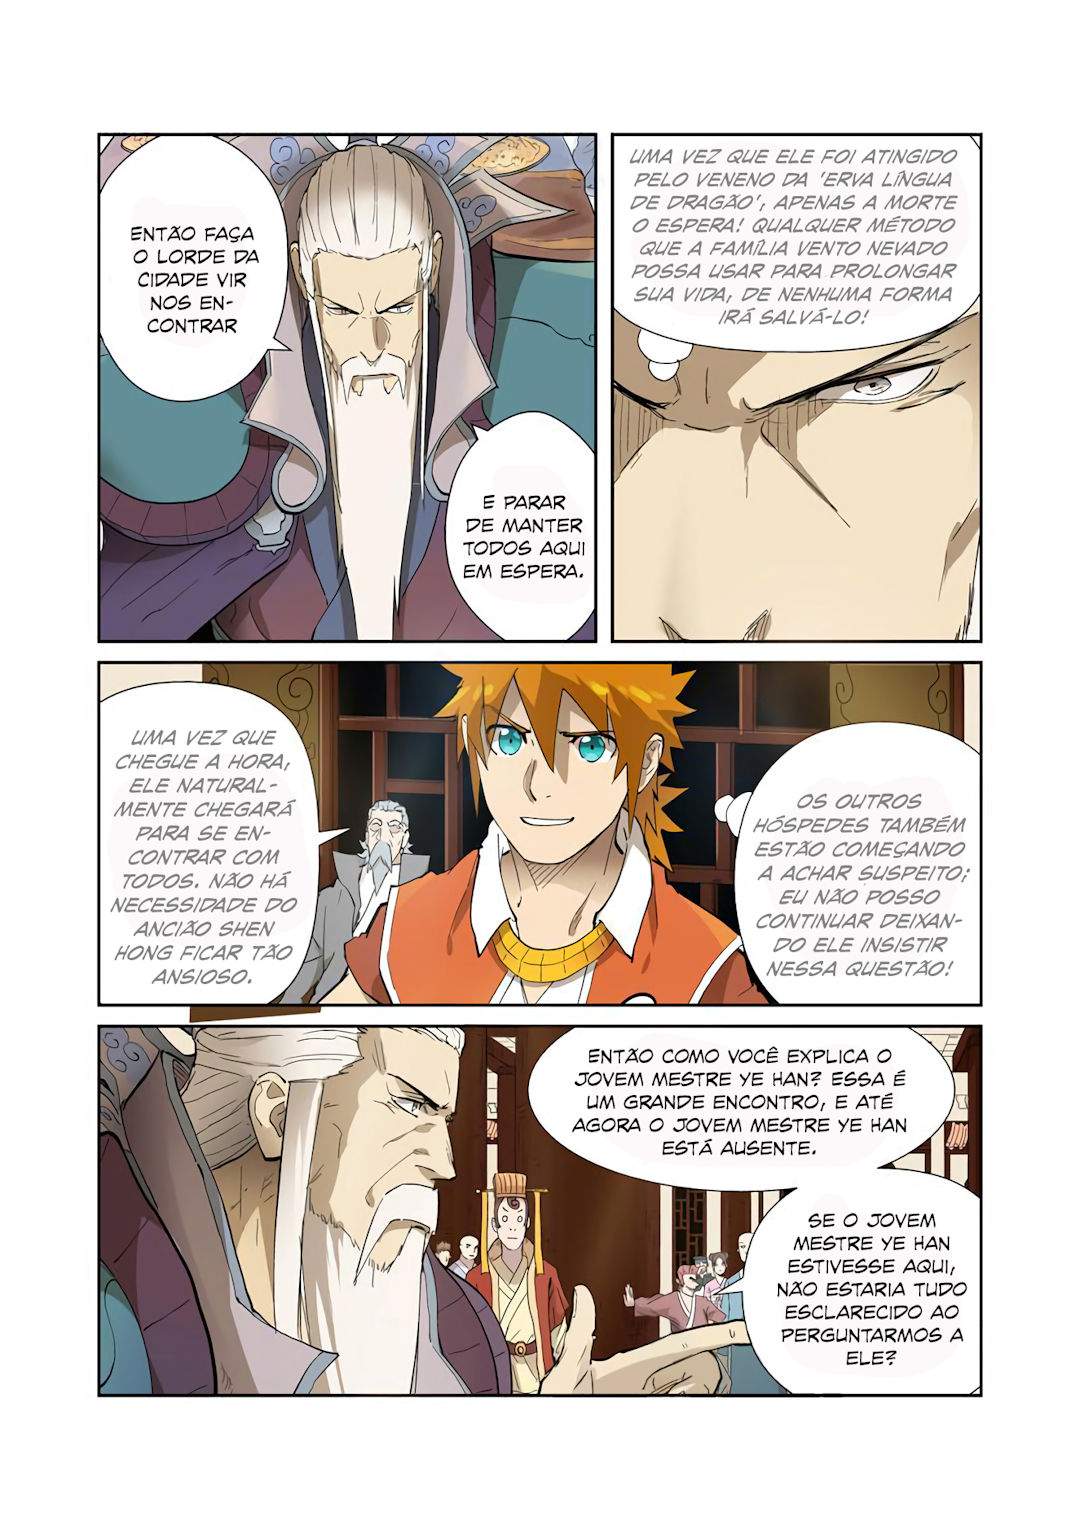 ENTÃO FAÇA
O LORDE DA
CIDADE VIR
NOS EN-
CONTRAR
E PARAR
DE MANTER
TODOS AQUI
EM ESPERA.
UMA VEZ QUE ELE FOI ATINGIDO
PELO VENENO DA 'ERVA LÍNGUA
DE DRAGÃO', APENAS A MORTE
O ESPERA! QUALQUER MÉTODO
QUE A FAMÍLIA VENTO NEVADO
POSSA USAR PARA PROLONGAR
SUA VIDA, DE NENHUMA FORMA
IRÁ SALVÁ-LO!
UMA VEZ QUE
CHEGUE A HORA,
ELE NATURAL-
MENTE CHEGARÁ
PARA SE EN-
CONTRAR COM
TODOS. NÃO HÁ
NECESSIDADE DO
ANCIÃO SHEN
HONG FICAR TÃO
ANSIOSO.
OS OUTROS
HÓSPEDES TAMBÉM
ESTÃO COMEÇANDO
A ACHAR SUSPEITO;
EU NÃO POSSO
CONTINUAR DEIXAN-
DO ELE INSISTIR
NESSA QUESTÃO!
ENTÃO COMO VOCÊ EXPLICA O
JOVEM MESTRE YE HAN? ESSA É
UM GRANDE ENCONTRO, E ATÉ
AGORA O JOVEM MESTRE YE HAN
ESTÁ AUSENTE.
SE O JOVEM
MESTRE YE HAN
ESTIVESSE AQUI,
NÃO ESTARIA TUDO
ESCLARECIDO AO
PERGUNTARMOS A
ELE?